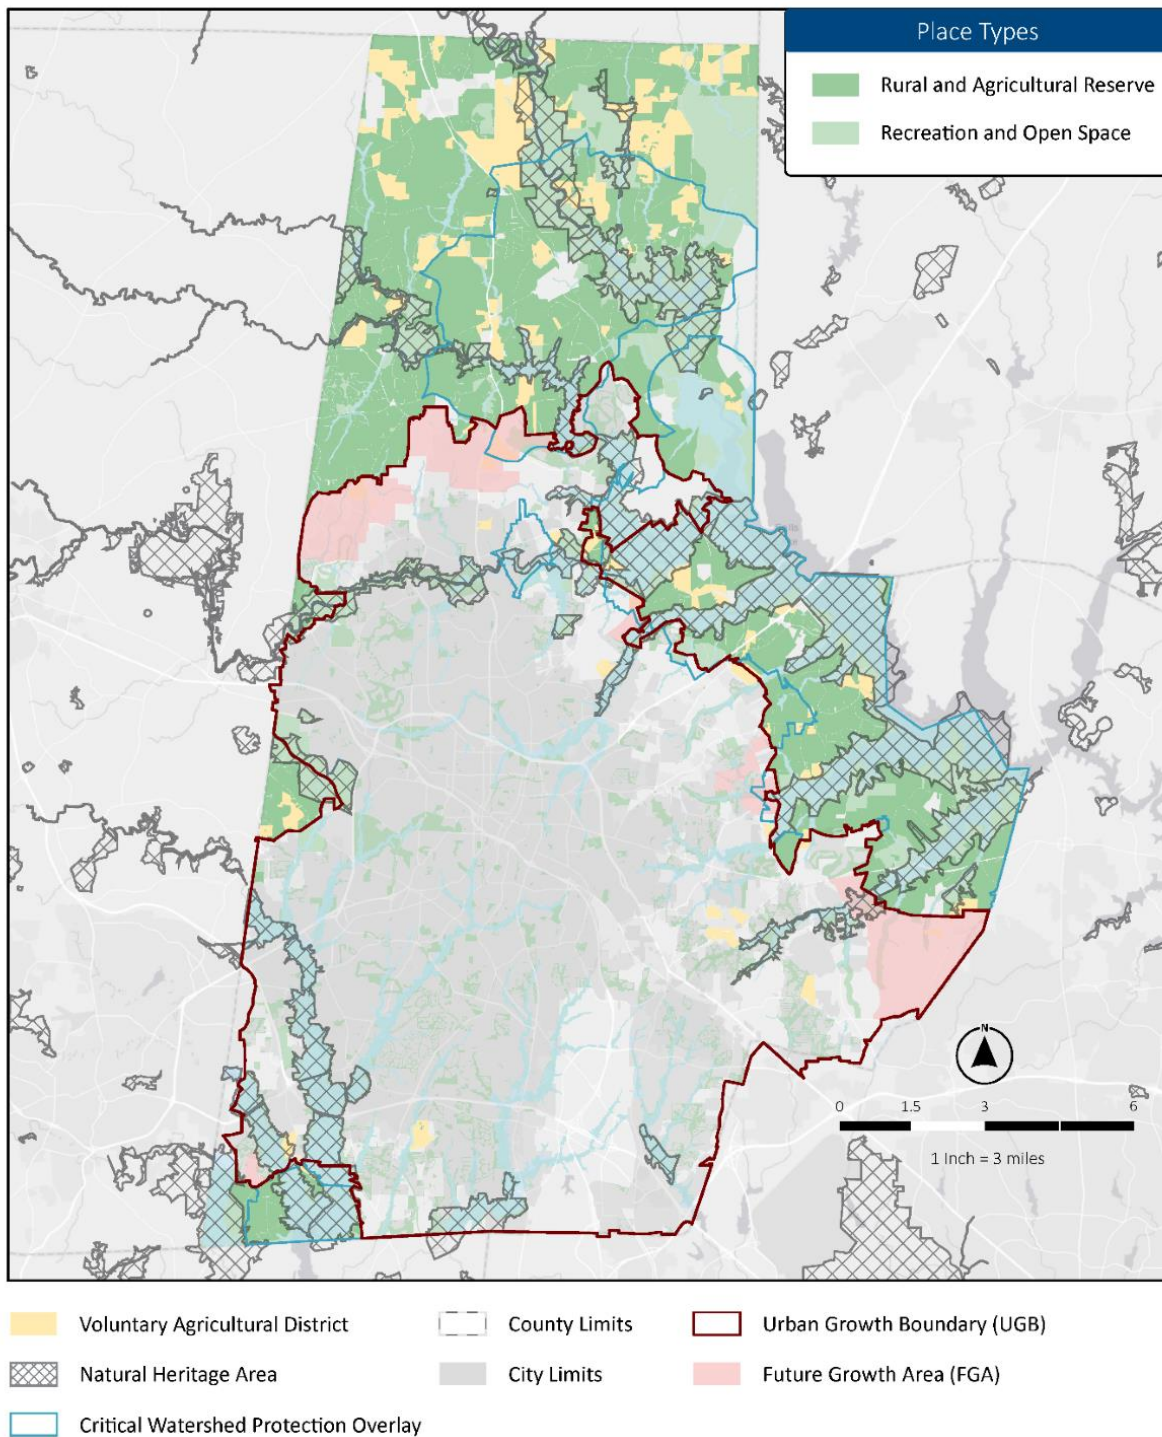 Place Types
Rural and Agricultural Reserve
Recreation and Open Space
N
0 1.5 3 6
1 Inch = 3 miles
Voluntary Agricultural District
County Limits
Urban Growth Boundary (UGB)
Natural Heritage Area
City Limits
Future Growth Area (FGA)
Critical Watershed Protection Overlay